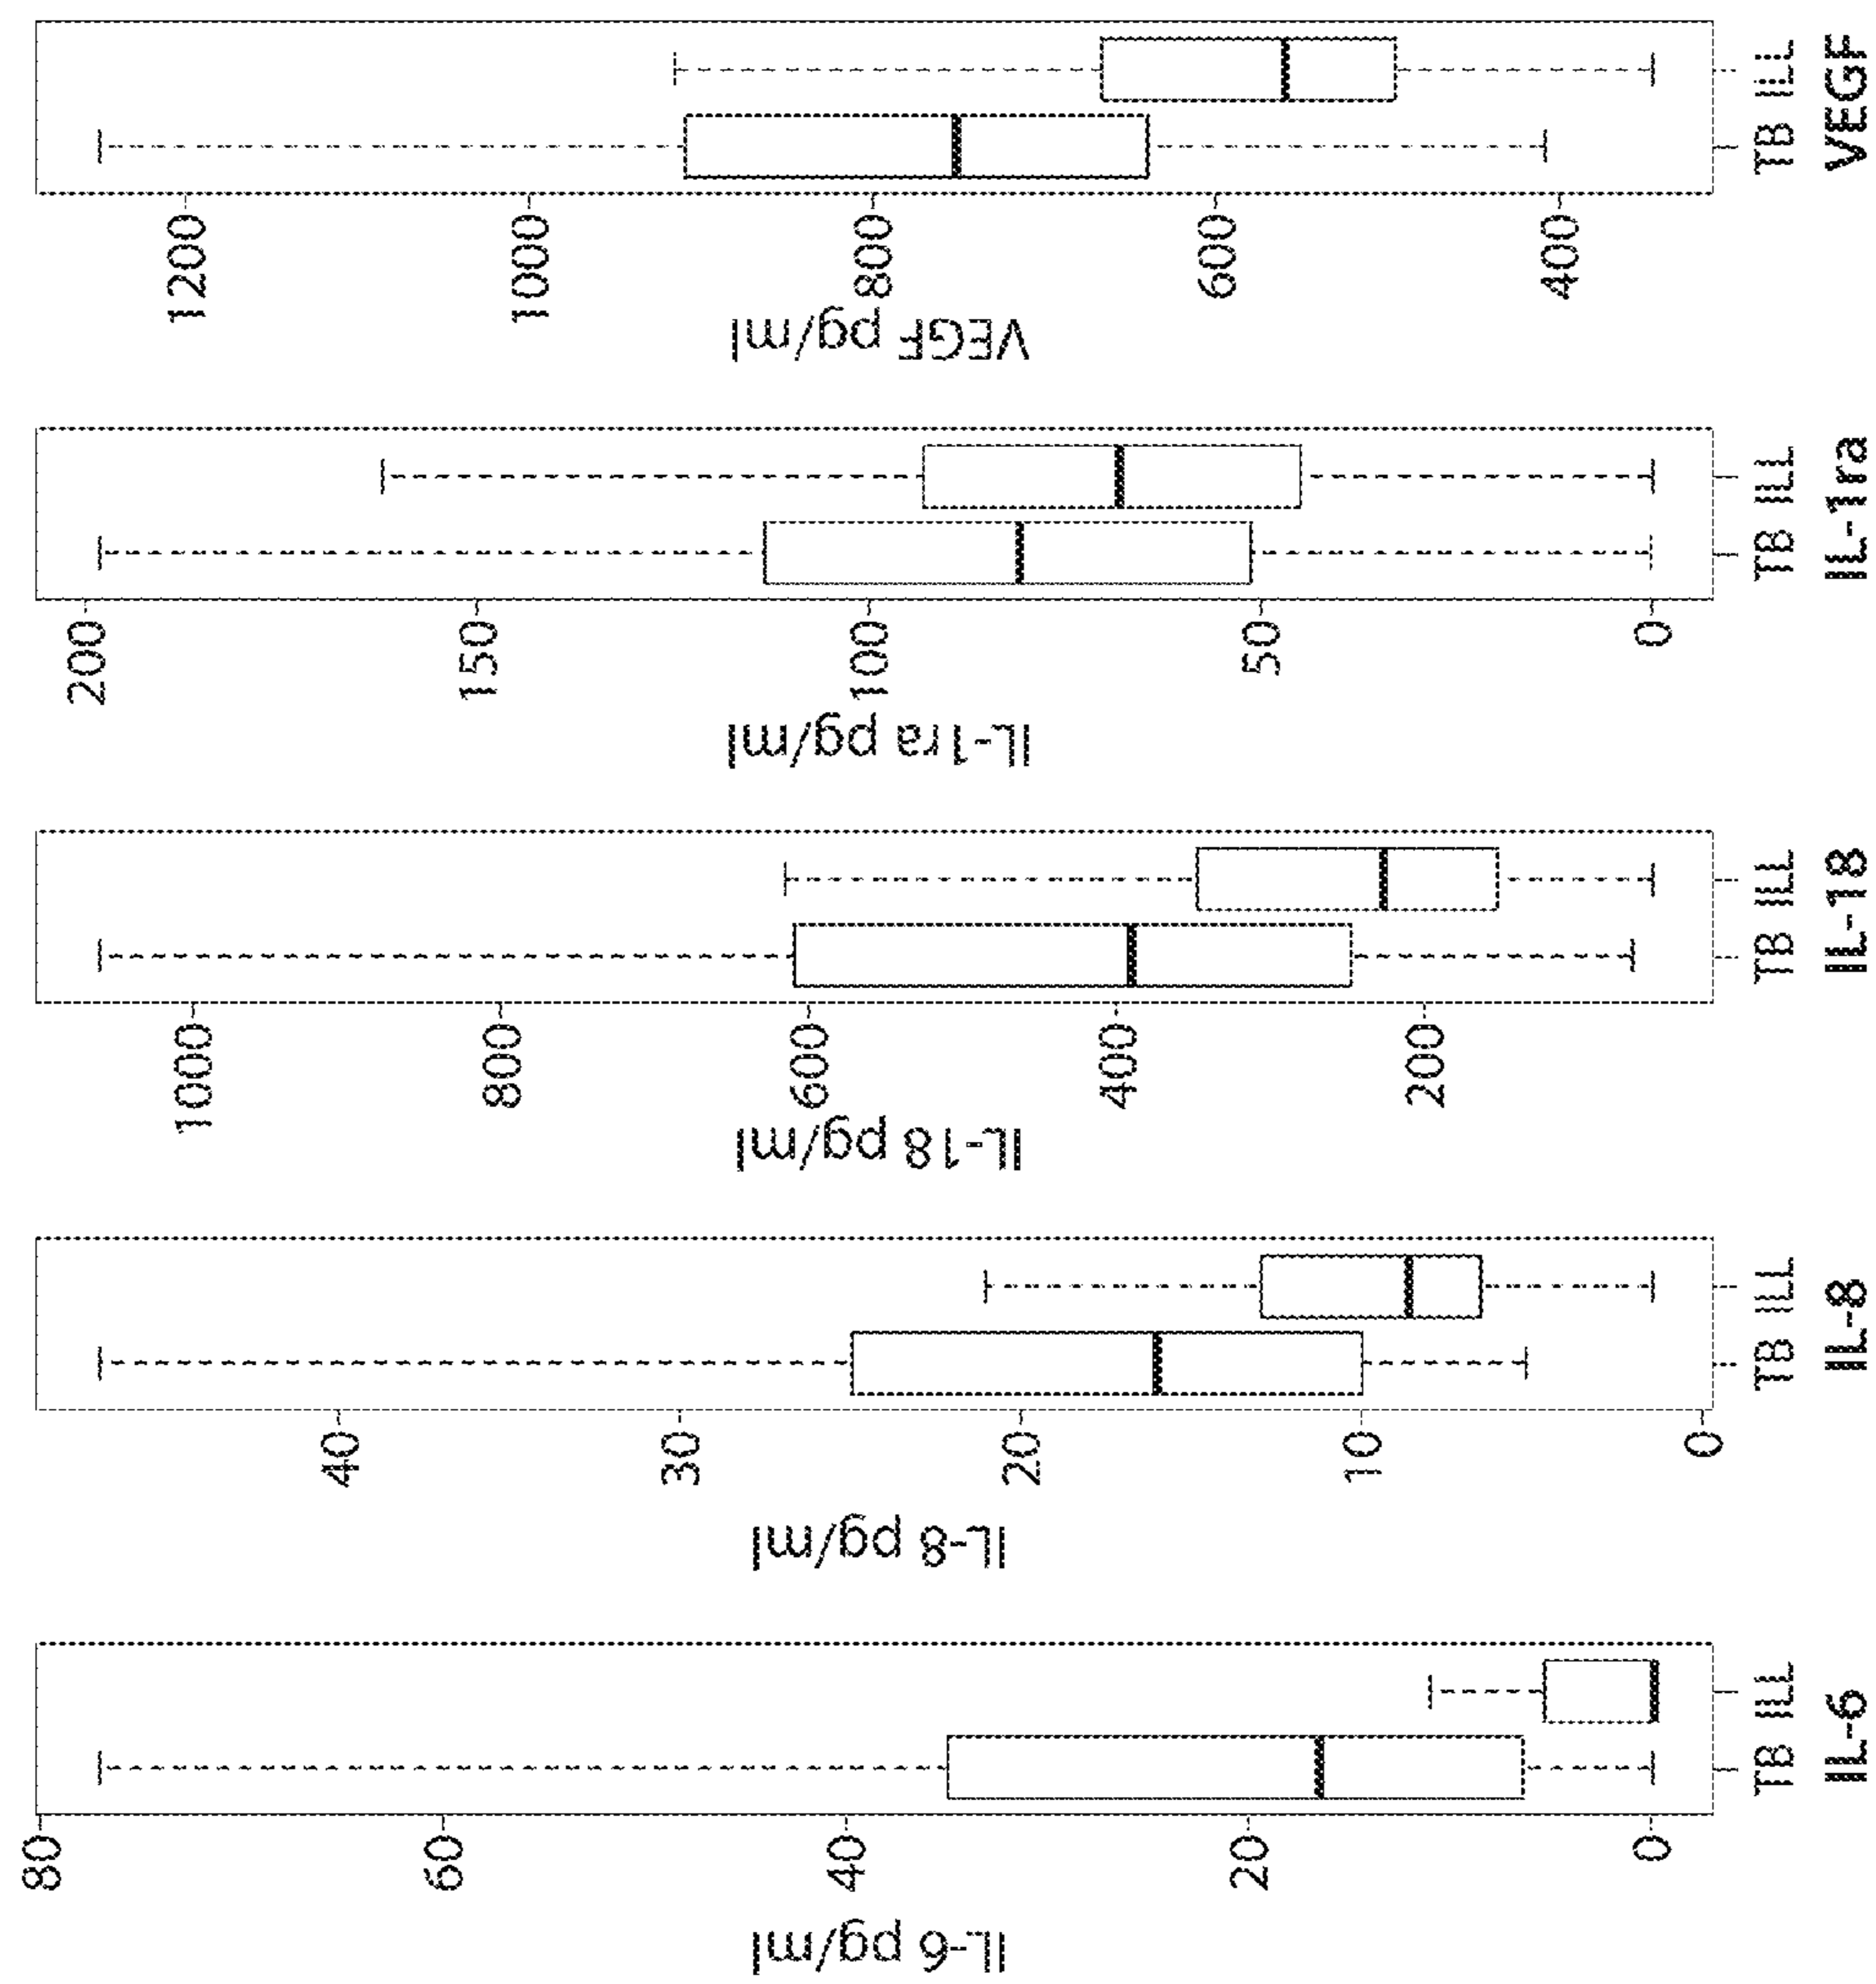 IL-6 pg/ml
80
60
40
20
0
TB ILL
IL-6
IL-8 pg/ml
40
30
20
10
0
TB ILL
IL-8
IL-18 pg/ml
1000
800
600
400
200
TB ILL
IL-18
IL-1ra pg/ml
200
150
100
50
0
TB ILL
IL-1ra
VEGF pg/ml
1200
1000
800
600
400
TB ILL
VEGF